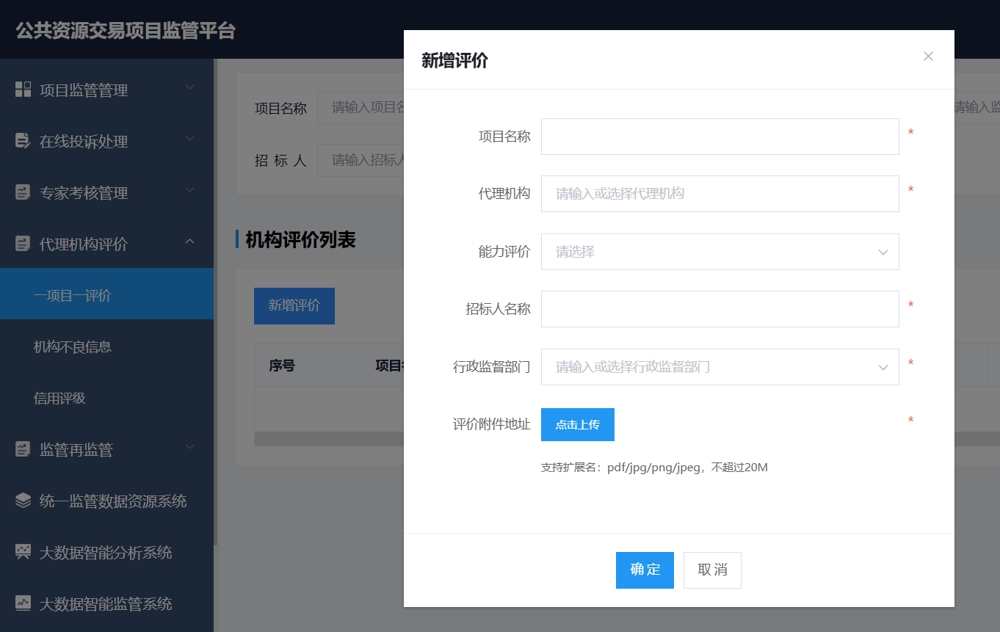 公共资源交易项目监管平台
项目监管管理
在线投诉处理
专家考核管理
代理机构评价
一项目一评价
机构不良信息
信用评级
监管再监管
统一监管数据资源系统
大数据智能分析系统
大数据智能监管系统
项目名称 请输入项目名
请输入监
招 标 人 请输入招标人
机构评价列表
新增评价
序号 项目名
新增评价
项目名称 *
代理机构 请输入或选择代理机构 *
能力评价 请选择
招标人名称 *
行政监督部门 请输入或选择行政监督部门 *
评价附件地址 点击上传 *
支持扩展名：pdf/jpg/png/jpeg，不超过20M
确 定 取 消